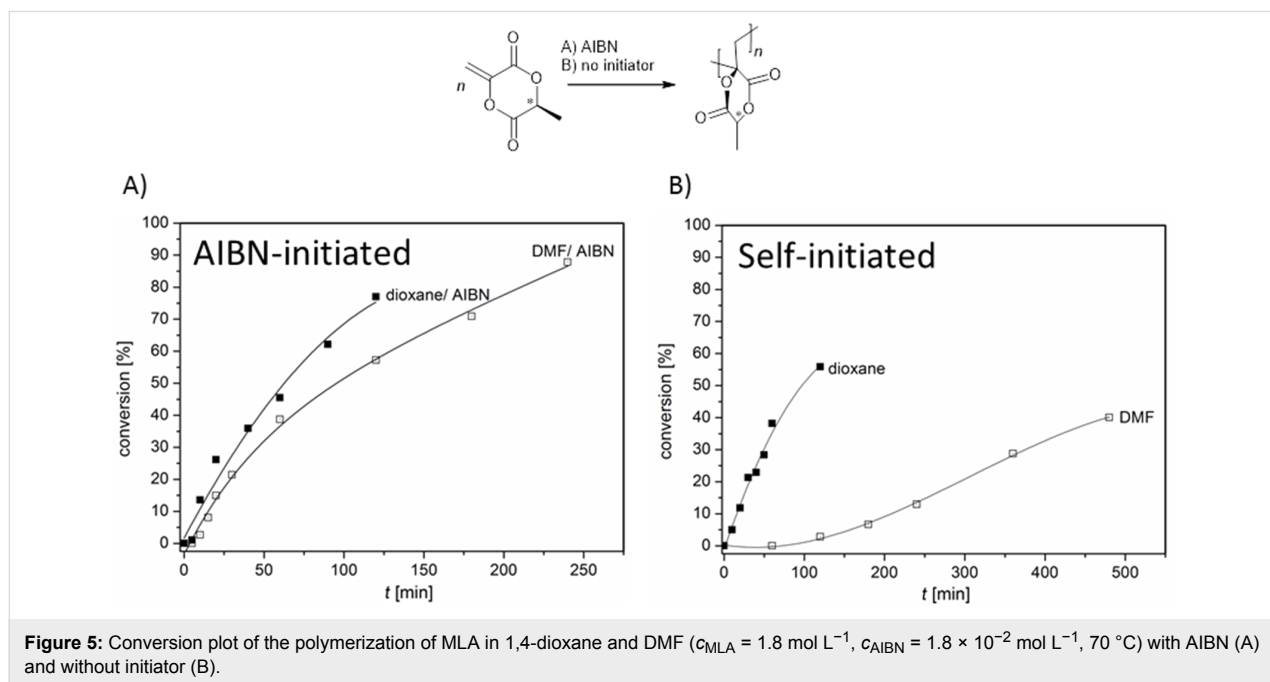 A) AIBN
B) no initiator
n
O
O
O
O
*
n
O
O
O
O
*
A)
B)
AIBN-initiated
DMF/ AIBN
dioxane/ AIBN
conversion [%]
100
90
80
70
60
50
40
30
20
10
0
0
50
100
150
200
250
t [min]
Self-initiated
dioxane
DMF
conversion [%]
100
90
80
70
60
50
40
30
20
10
0
0
100
200
300
400
500
t [min]
Figure 5: Conversion plot of the polymerization of MLA in 1,4-dioxane and DMF (cMLA = 1.8 mol L−1, cAIBN = 1.8 × 10−2 mol L−1, 70 °C) with AIBN (A)
and without initiator (B).